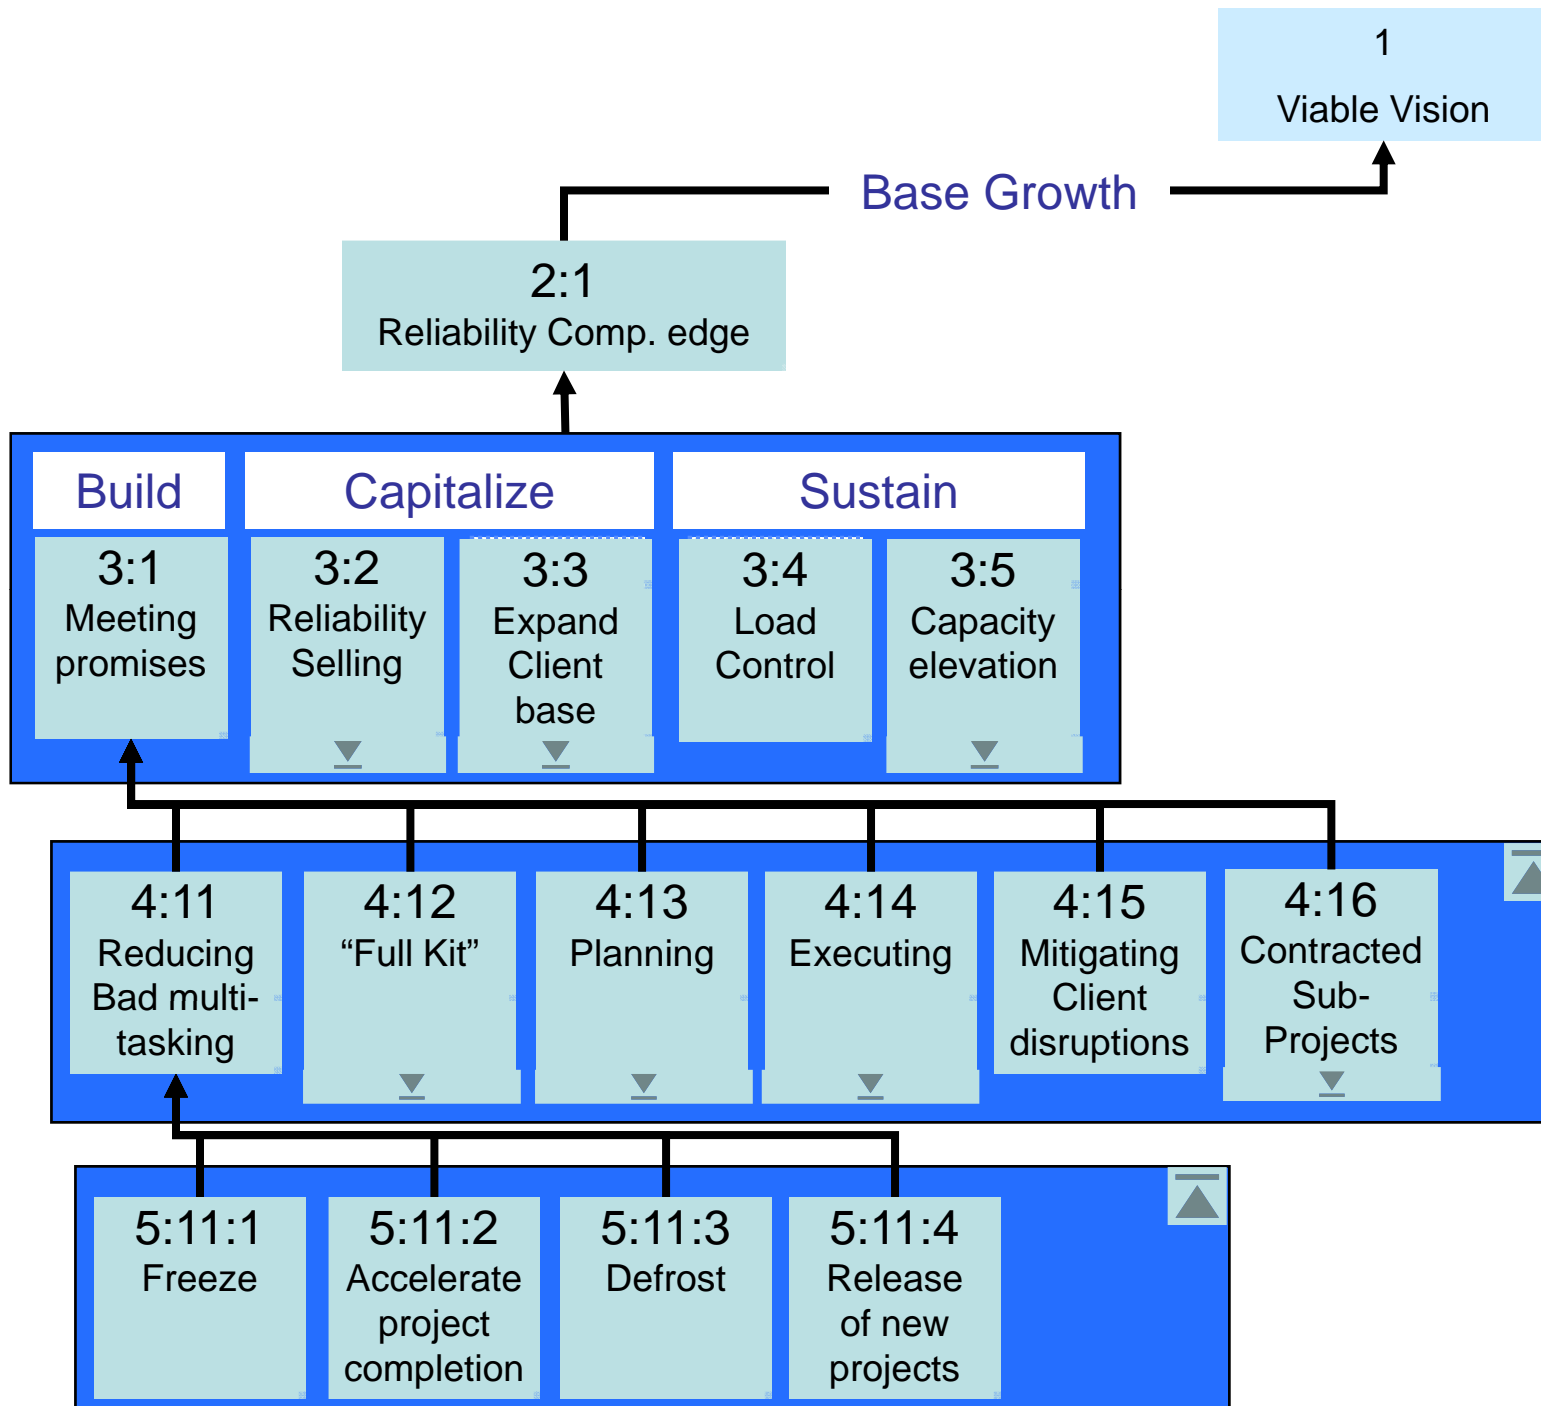 1
Viable Vision
Base Growth
2:1
Reliability Comp. edge
Build
Capitalize
Sustain
3:1
Meeting
promises
3:2
Reliability
Selling
3:3
Expand
Client
base
3:4
Load
Control
3:5
Capacity
elevation
4:11
Reducing
Bad multi-
tasking
4:12
“Full Kit”
4:13
Planning
4:14
Executing
4:15
Mitigating
Client
disruptions
4:16
Contracted
Sub-
Projects
5:11:1
Freeze
5:11:2
Accelerate
project
completion
5:11:3
Defrost
5:11:4
Release
of new
projects